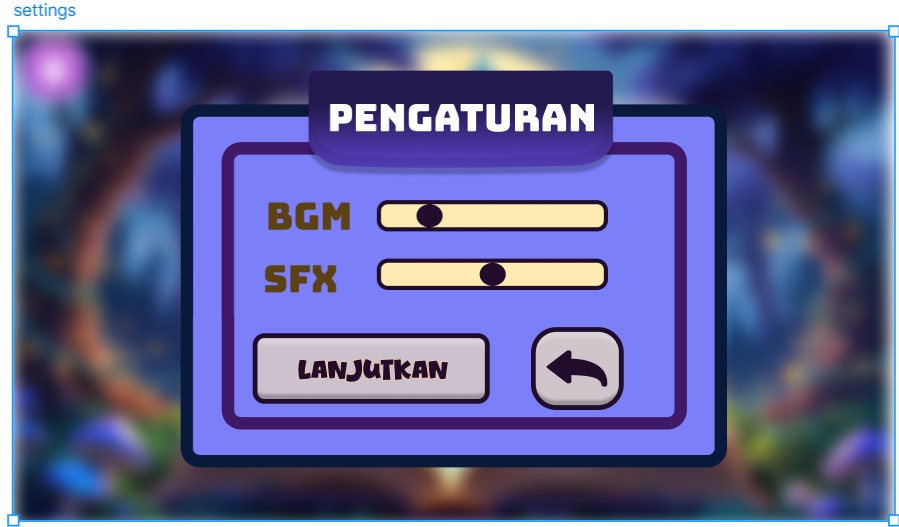 settings
PENGATURAN
BGM
SFX
LANJUTKAN